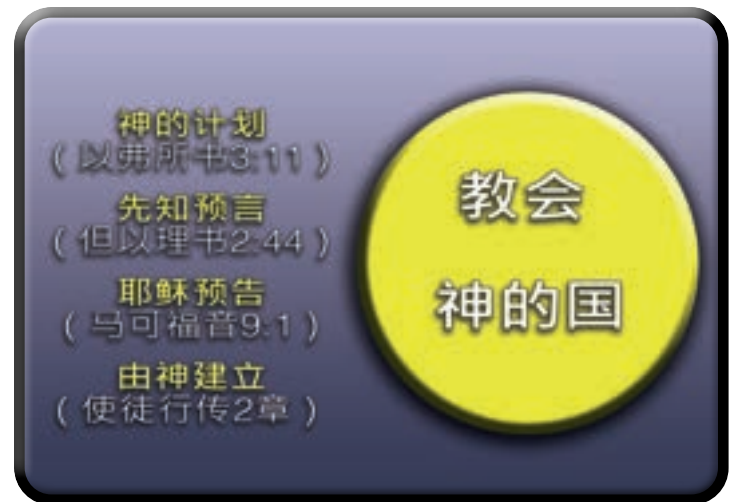 神的计划
( 以弗所书3:11 )
先知预言
( 但以理书2:44 )
耶稣预告
( 马可福音9:1 )
由神建立
( 使徒行传2章 )
教会
神的国